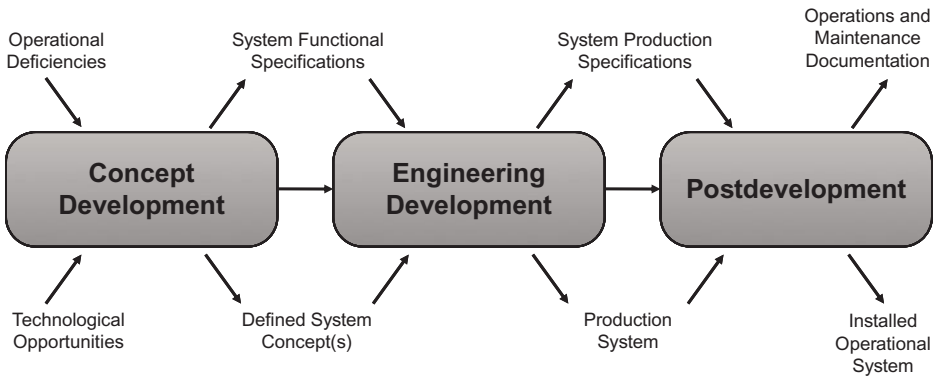 Operational
Deficiencies
System Functional
Specifications
System Production
Specifications
Operations and
Maintenance
Documentation
Concept
Development
Engineering
Development
Postdevelopment
Technological
Opportunities
Defined System
Concept(s)
Production
System
Installed
Operational
System